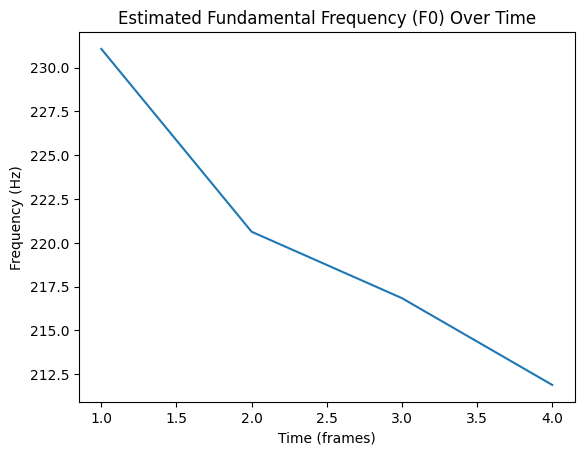 Estimated Fundamental Frequency (F0) Over Time
Frequency (Hz)
230.0
227.5
225.0
222.5
220.0
217.5
215.0
212.5
1.0 1.5 2.0 2.5 3.0 3.5 4.0
Time (frames)